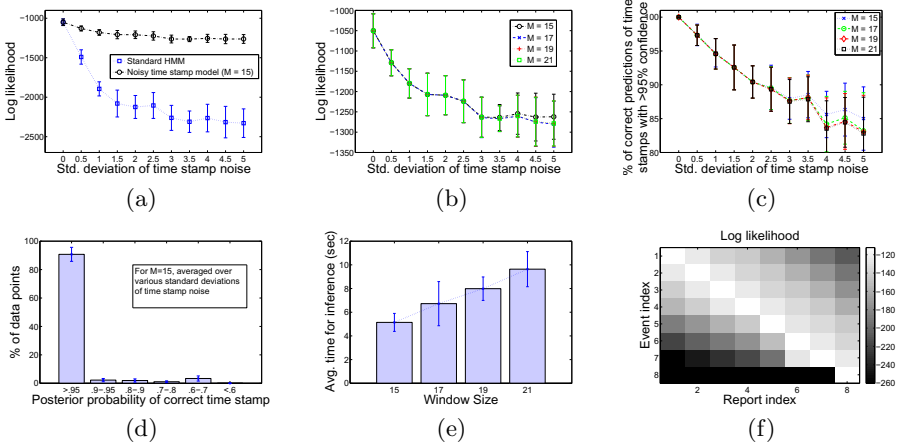 −1000
−1500
−2000
−2500
Log likelihood
0 0.5 1 1.5 2 2.5 3 3.5 4 4.5 5
Std. deviation of time stamp noise
Standard HMM
Noisy time stamp model (M = 15)
(a)
−1000
−1050
−1100
−1150
−1200
−1250
−1300
−1350
Log likelihood
0 0.5 1 1.5 2 2.5 3 3.5 4 4.5 5
Std. deviation of time stamp noise
M = 15
M = 17
M = 19
M = 21
(b)
100
95
90
85
80
% of correct predictions of time
stamps with >95% confidence
0 0.5 1 1.5 2 2.5 3 3.5 4 4.5 5
Std. deviation of time stamp noise
M = 15
M = 17
M = 19
M = 21
(c)
100
80
60
40
20
0
% of data points
For M=15, averaged over
various standard deviations
of time stamp noise
>.95 .9−.95 .8−.9 .7−.8 .6−.7 <.6
Posterior probability of correct time stamp
(d)
12
10
8
6
4
2
0
Avg. time for inference (sec)
15 17 19 21
Window Size
(e)
Log likelihood
1
2
3
4
5
6
7
8
Event index
2 4 6 8
Report index
−120
−140
−160
−180
−200
−220
−240
−260
(f)